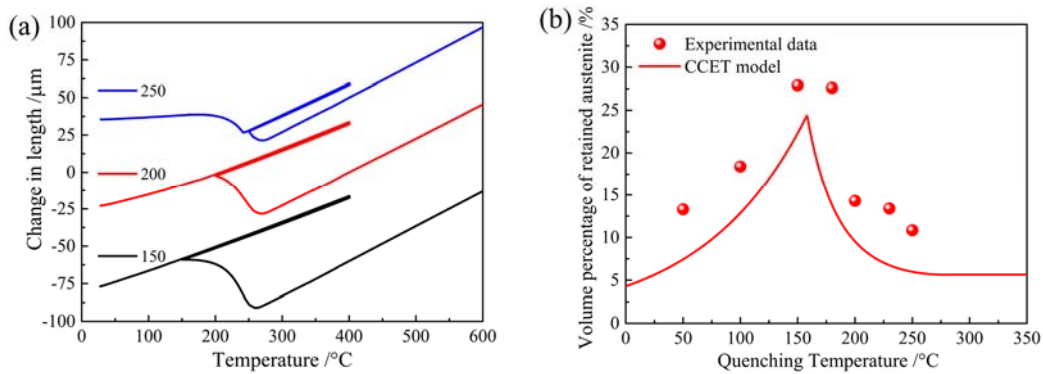 (a)
Change in length /μm
100
75
50
25
0
-25
-50
-75
-100
250
200
150
0 100 200 300 400 500 600
Temperature /°C
(b)
Volume percentage of retained austenite /%
40
35
30
25
20
15
10
5
0
Experimental data
CCET model
0 50 100 150 200 250 300 350
Quenching Temperature /°C